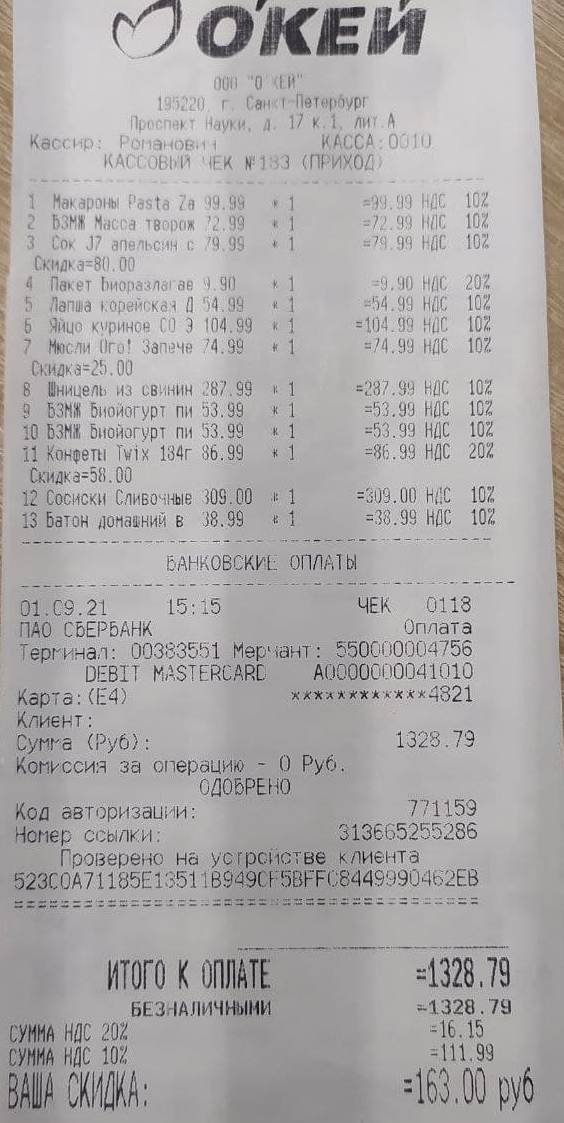 О'КЕЙ
ООО "О'КЕЙ"
195220, г. Санкт-Петербург
Проспект Науки, д. 17 к.1, лит.А
Кассир: Романович КАССА:0010
КАССОВЫЙ ЧЕК №183 (ПРИХОД)
1 Макароны Pasta Za 99.99 * 1 =99.99 НДС 10%
2 БЗМЖ Масса творож 72.99 * 1 =72.99 НДС 10%
3 Сок J7 апельсин с 79.99 * 1 =79.99 НДС 10%
Скидка=80.00
4 Пакет Биоразлагае 9.90 * 1 =9.90 НДС 20%
5 Лапша корейская Д 54.99 * 1 =54.99 НДС 10%
6 Яйцо куриное СО Э 104.99 * 1 =104.99 НДС 10%
7 Мюсли Ого! Запече 74.99 * 1 =74.99 НДС 10%
Скидка=25.00
8 Шницель из свинин 287.99 * 1 =287.99 НДС 10%
9 БЗМЖ Биойогурт пи 53.99 * 1 =53.99 НДС 10%
10 БЗМЖ Биойогурт пи 53.99 * 1 =53.99 НДС 10%
11 Конфеты Twix 184г 86.99 * 1 =86.99 НДС 20%
Скидка=58.00
12 Сосиски Сливочные 309.00 * 1 =309.00 НДС 10%
13 Батон домашний в 38.99 * 1 =38.99 НДС 10%
БАНКОВСКИЕ ОПЛАТЫ
01.09.21 15:15 ЧЕК 0118
ПАО СБЕРБАНК Оплата
Терминал: 00383551 Мерчант: 550000004756
DEBIT MASTERCARD A0000000041010
Карта:(E4) ************4821
Клиент:
Сумма (Руб): 1328.79
Комиссия за операцию - 0 Руб.
ОДОБРЕНО
Код авторизации: 771159
Номер ссылки: 313665255286
Проверено на устройстве клиента
523C0A71185E13511B949CF5BFFC8449990462EB
==========================================
ИТОГО К ОПЛАТЕ =1328.79
БЕЗНАЛИЧНЫМИ =1328.79
СУММА НДС 20% =16.15
СУММА НДС 10% =111.99
ВАША СКИДКА: =163.00 руб